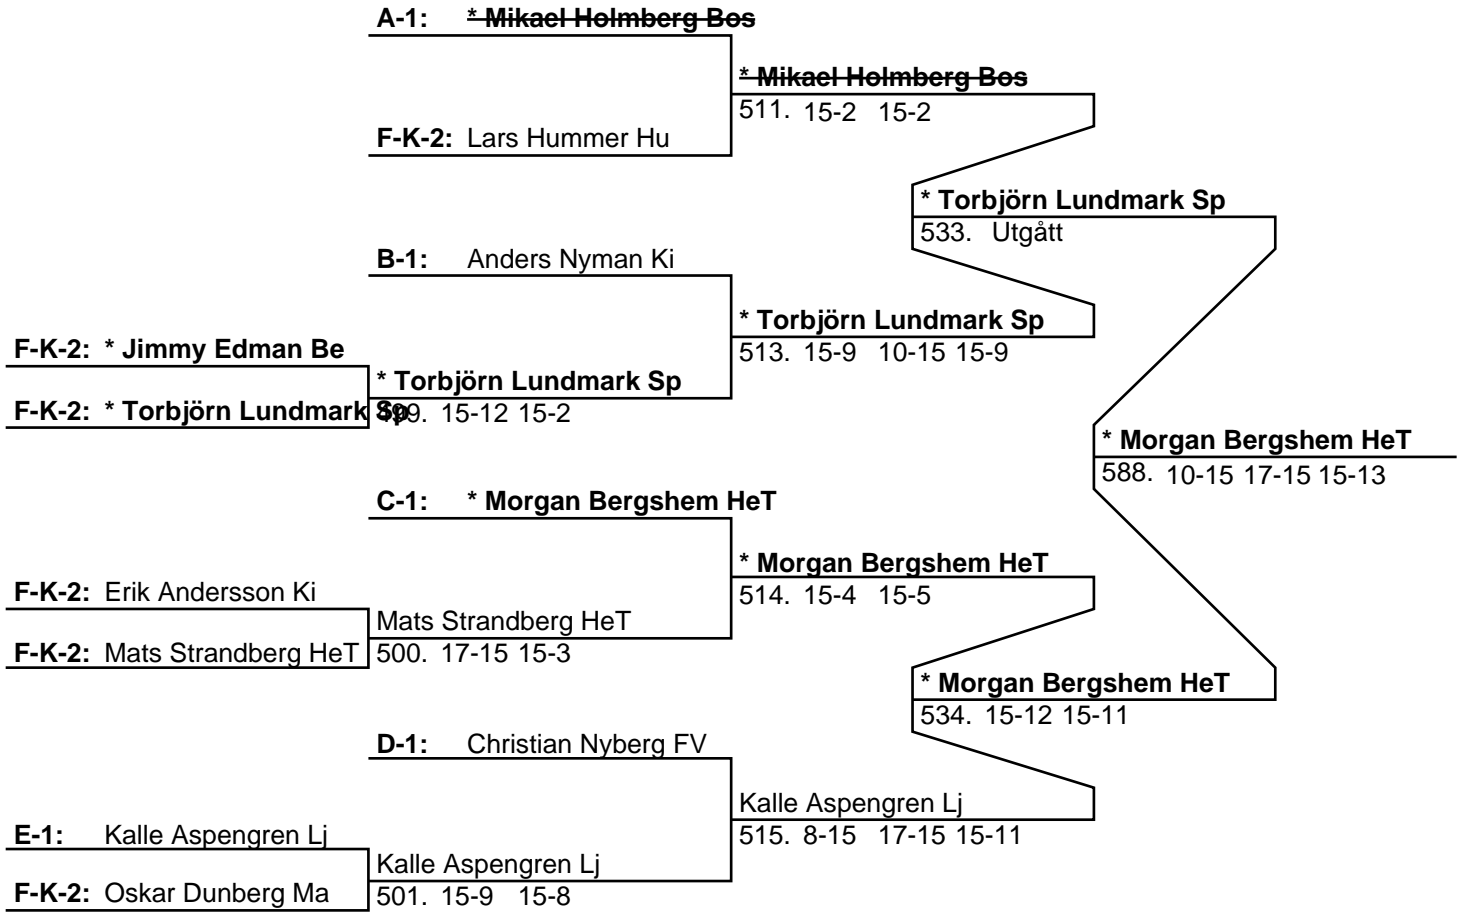 A-1: * Mikael Holmberg Bos
* Mikael Holmberg Bos
511. 15-2 15-2
F-K-2: Lars Hummer Hu
* Torbjörn Lundmark Sp
533. Utgått
B-1: Anders Nyman Ki
* Torbjörn Lundmark Sp
513. 15-9 10-15 15-9
F-K-2: * Jimmy Edman Be
* Torbjörn Lundmark Sp
F-K-2: * Torbjörn Lundmark Sp
499. 15-12 15-2
* Morgan Bergshem HeT
588. 10-15 17-15 15-13
C-1: * Morgan Bergshem HeT
* Morgan Bergshem HeT
514. 15-4 15-5
F-K-2: Erik Andersson Ki
Mats Strandberg HeT
F-K-2: Mats Strandberg HeT
500. 17-15 15-3
* Morgan Bergshem HeT
534. 15-12 15-11
D-1: Christian Nyberg FV
Kalle Aspengren Lj
515. 8-15 17-15 15-11
E-1: Kalle Aspengren Lj
Kalle Aspengren Lj
F-K-2: Oskar Dunberg Ma
501. 15-9 15-8